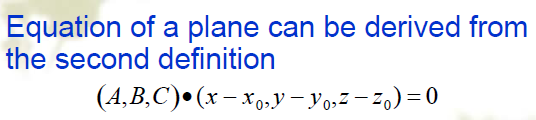 Equation of a plane can be derived from
the second definition
(A,B,C)•(x − x₀,y − y₀,z − z₀) = 0